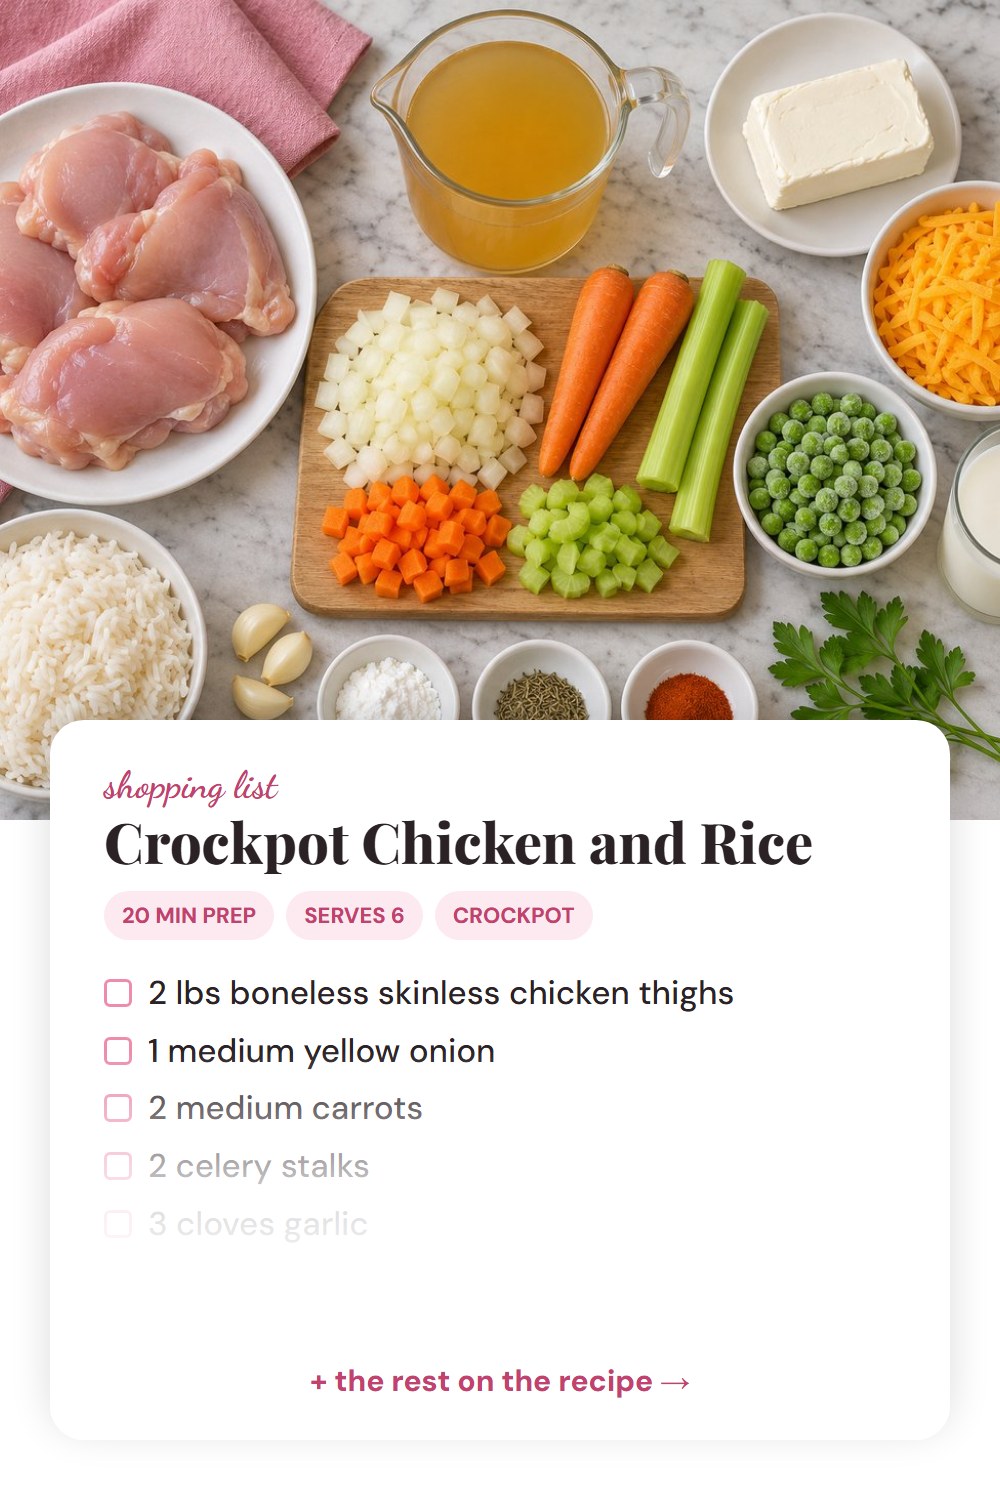 shopping list
Crockpot Chicken and Rice
20 MIN PREP SERVES 6 CROCKPOT
2 lbs boneless skinless chicken thighs
1 medium yellow onion
2 medium carrots
2 celery stalks
3 cloves garlic
+ the rest on the recipe →